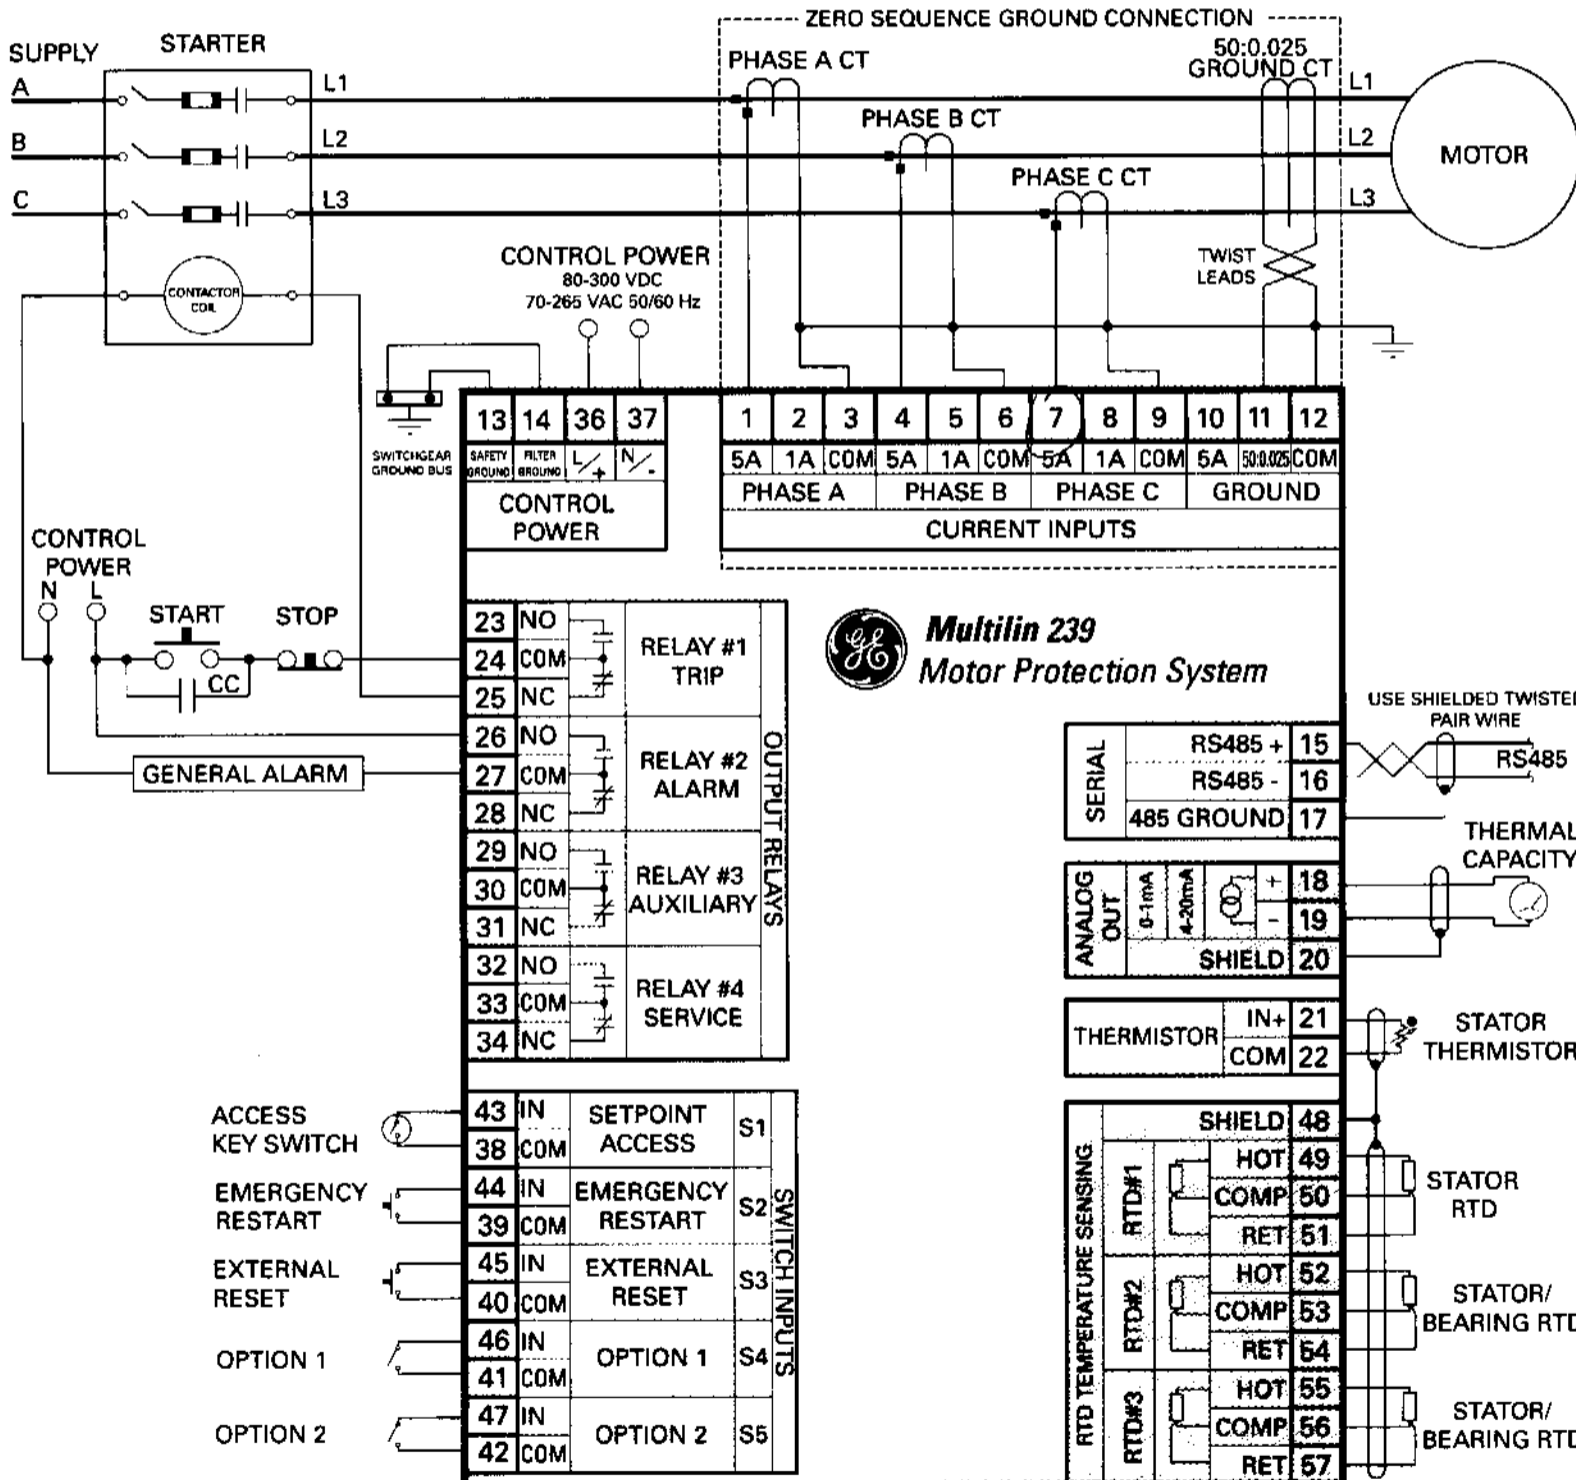 ZERO SEQUENCE GROUND CONNECTION
SUPPLY
STARTER
PHASE A CT
50:0.025
GROUND CT
A
L1
L1
PHASE B CT
B
L2
L2
MOTOR
PHASE C CT
C
L3
L3
CONTROL POWER
80-300 VDC
70-265 VAC 50/60 Hz
TWIST
LEADS
CONTACTOR
COIL
SWITCHGEAR
GROUND BUS
13 14 36 37
SAFETY GROUND
FILTER GROUND
L/+
N/-
CONTROL
POWER
1 2 3 4 5 6 7 8 9 10 11 12
5A 1A COM 5A 1A COM 5A 1A COM 5A 50:0.025 COM
PHASE A PHASE B PHASE C GROUND
CURRENT INPUTS
CONTROL
POWER
N L
START
STOP
CC
GENERAL ALARM
23 NO
24 COM
25 NC
RELAY #1
TRIP
26 NO
27 COM
28 NC
RELAY #2
ALARM
29 NO
30 COM
31 NC
RELAY #3
AUXILIARY
32 NO
33 COM
34 NC
RELAY #4
SERVICE
OUTPUT RELAYS
GE
Multilin 239
Motor Protection System
USE SHIELDED TWISTED
PAIR WIRE
SERIAL
RS485 + 15
RS485 - 16
485 GROUND 17
RS485
THERMAL
CAPACITY
ANALOG
OUT
0-1mA
4-20mA
+ 18
- 19
SHIELD 20
THERMISTOR
IN+ 21
COM 22
STATOR
THERMISTOR
ACCESS
KEY SWITCH
43 IN
38 COM
SETPOINT
ACCESS
S1
EMERGENCY
RESTART
44 IN
39 COM
EMERGENCY
RESTART
S2
EXTERNAL
RESET
45 IN
40 COM
EXTERNAL
RESET
S3
OPTION 1
46 IN
41 COM
OPTION 1
S4
OPTION 2
47 IN
42 COM
OPTION 2
S5
SWITCH INPUTS
RTD TEMPERATURE SENSING
SHIELD 48
RTD#1
HOT 49
COMP 50
RET 51
STATOR
RTD
RTD#2
HOT 52
COMP 53
RET 54
STATOR/
BEARING RTD
RTD#3
HOT 55
COMP 56
RET 57
STATOR/
BEARING RTD